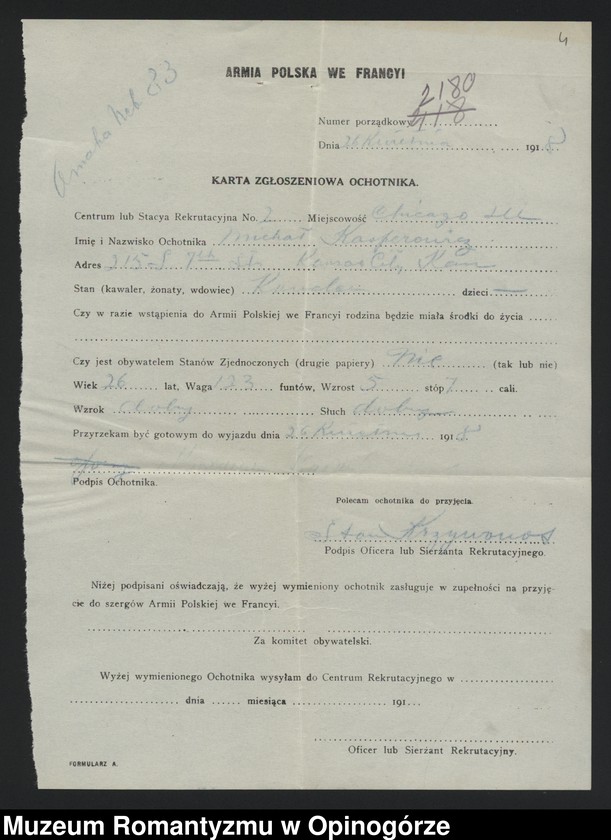 4
ARMIA POLSKA WE FRANCYI
2180
Numer porządkowy 418
Dnia 26 Kwietnia 1918
Omaha Neb 23
KARTA ZGŁOSZENIOWA OCHOTNIKA.
Centrum lub Stacya Rekrutacyjna No. 2 Miejscowość Chicago Ill
Imię i Nazwisko Ochotnika Michał Kasperowicz
Adres 215 S 7th St. Kansas City, Kan
Stan (kawaler, żonaty, wdowiec) Kawaler dzieci —
Czy w razie wstąpienia do Armii Polskiej we Francyi rodzina będzie miała środki do życia
Czy jest obywatelem Stanów Zjednoczonych (drugie papiery) Nie (tak lub nie)
Wiek 26 lat, Waga 133 funtów, Wzrost 5 stóp 7 cali.
Wzrok dobry Słuch dobry
Przyrzekam być gotowym do wyjazdu dnia 26 Kwietnia 1918
Podpis Ochotnika.
Polecam ochotnika do przyjęcia.
Stan Krzywonos
Podpis Oficera lub Sierżanta Rekrutacyjnego.
Niżej podpisani oświadczają, że wyżej wymieniony ochotnik zasługuje w zupełności na przyję-
cie do szergów Armii Polskiej we Francyi.
Za komitet obywatelski.
Wyżej wymienionego Ochotnika wysyłam do Centrum Rekrutacyjnego w
dnia miesiąca 191
Oficer lub Sierżant Rekrutacyjny.
FORMULARZ A.
Muzeum Romantyzmu w Opinogórze